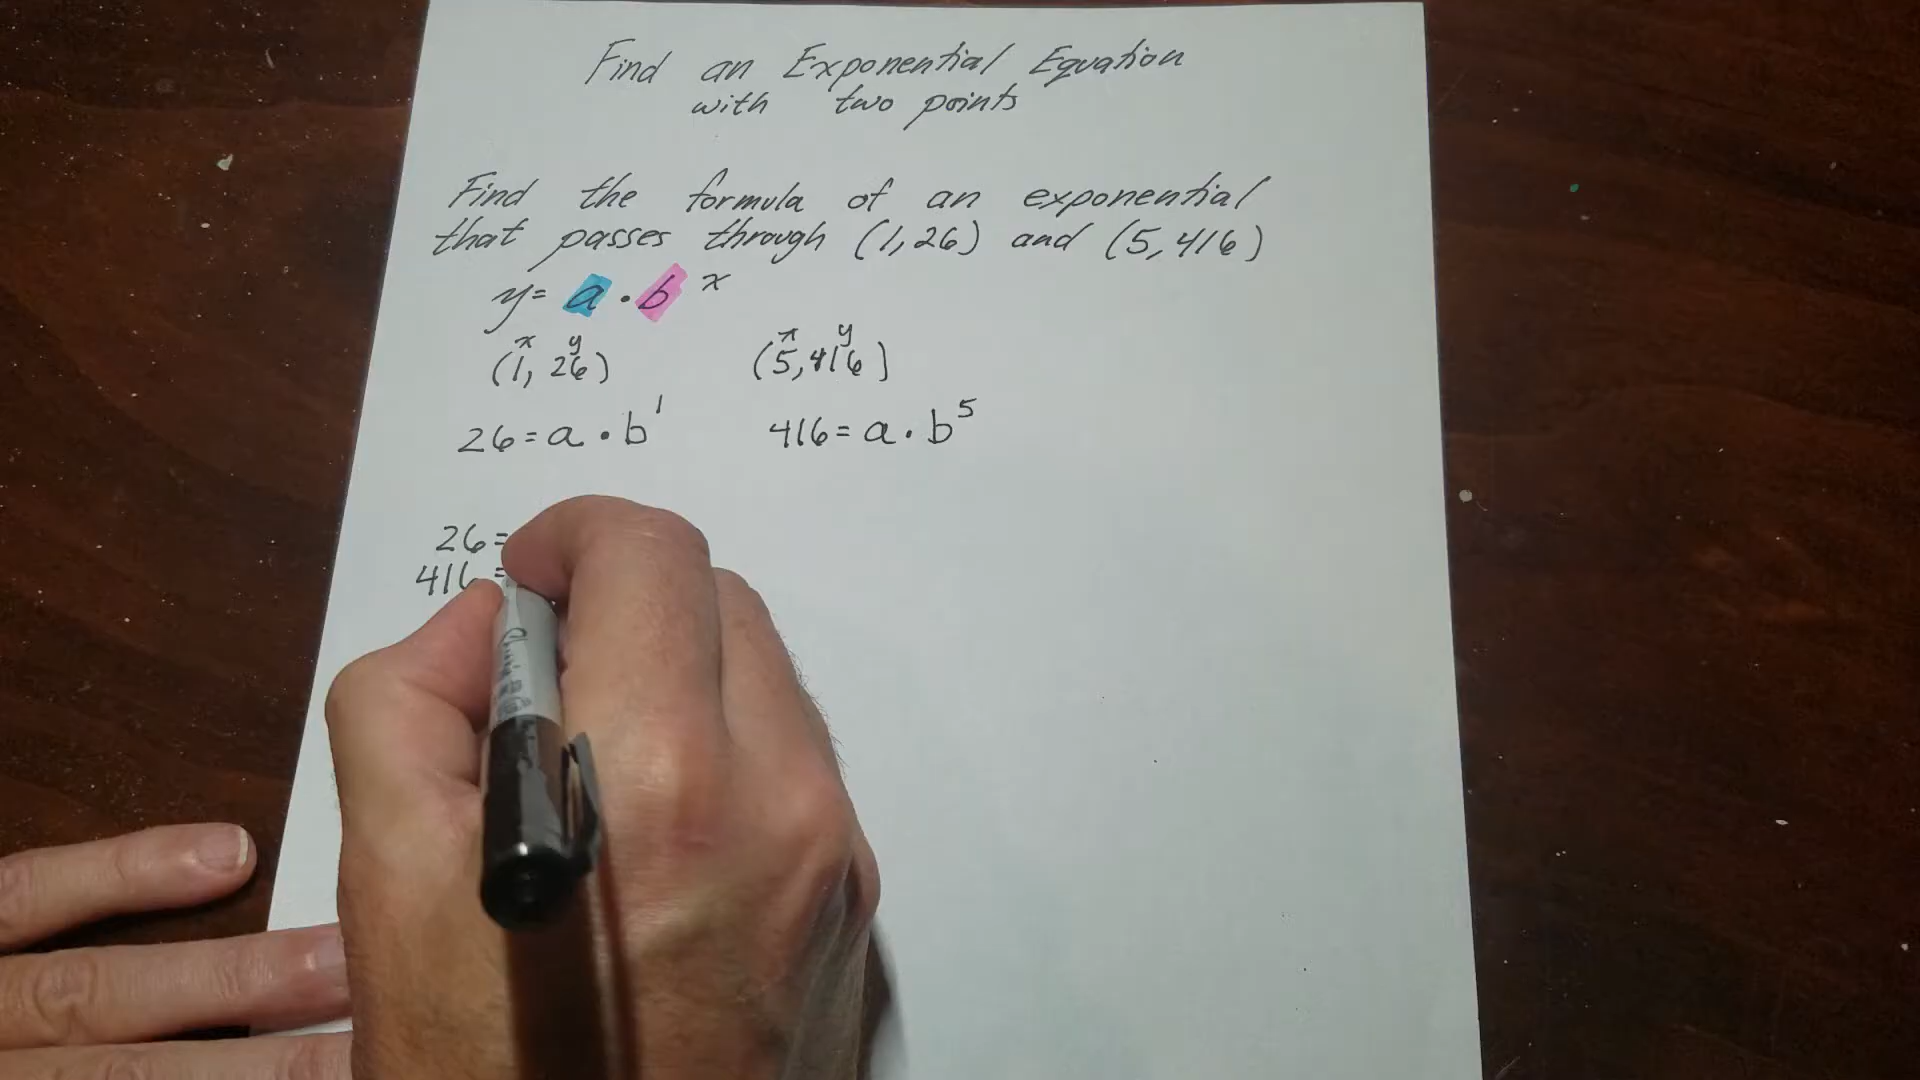 Find an Exponential Equation
with two points
Find the formula of an exponential
that passes through (1,26) and (5,416)
y= a • b x
x y x y
(1, 26) (5,416)
26=a•b¹ 416=a•b⁵
26=
416=